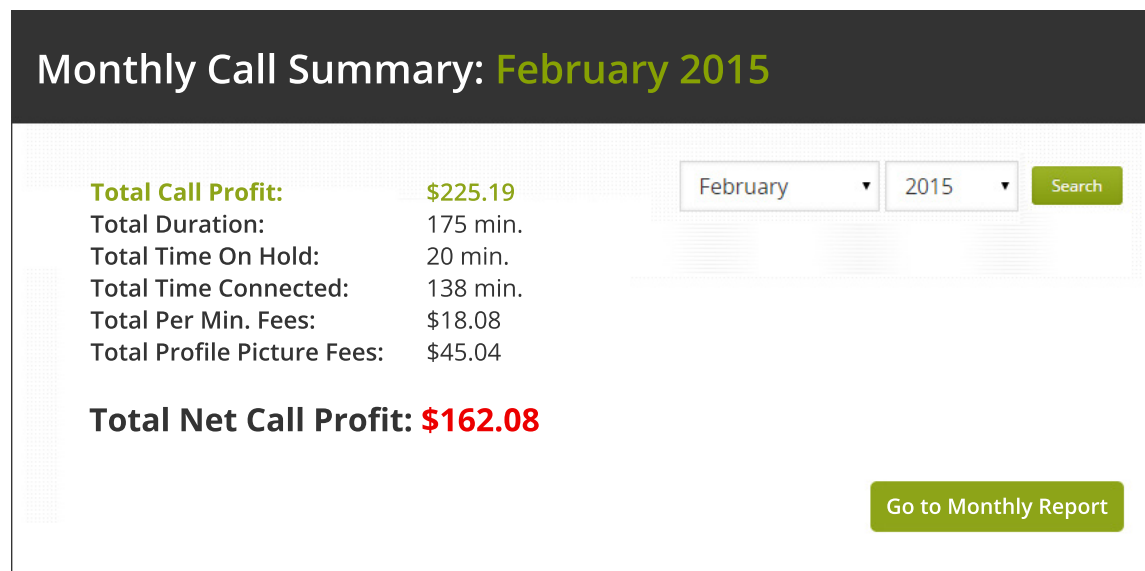 Monthly Call Summary: February 2015
February 2015 Search
Total Call Profit: $225.19
Total Duration: 175 min.
Total Time On Hold: 20 min.
Total Time Connected: 138 min.
Total Per Min. Fees: $18.08
Total Profile Picture Fees: $45.04
Total Net Call Profit: $162.08
Go to Monthly Report